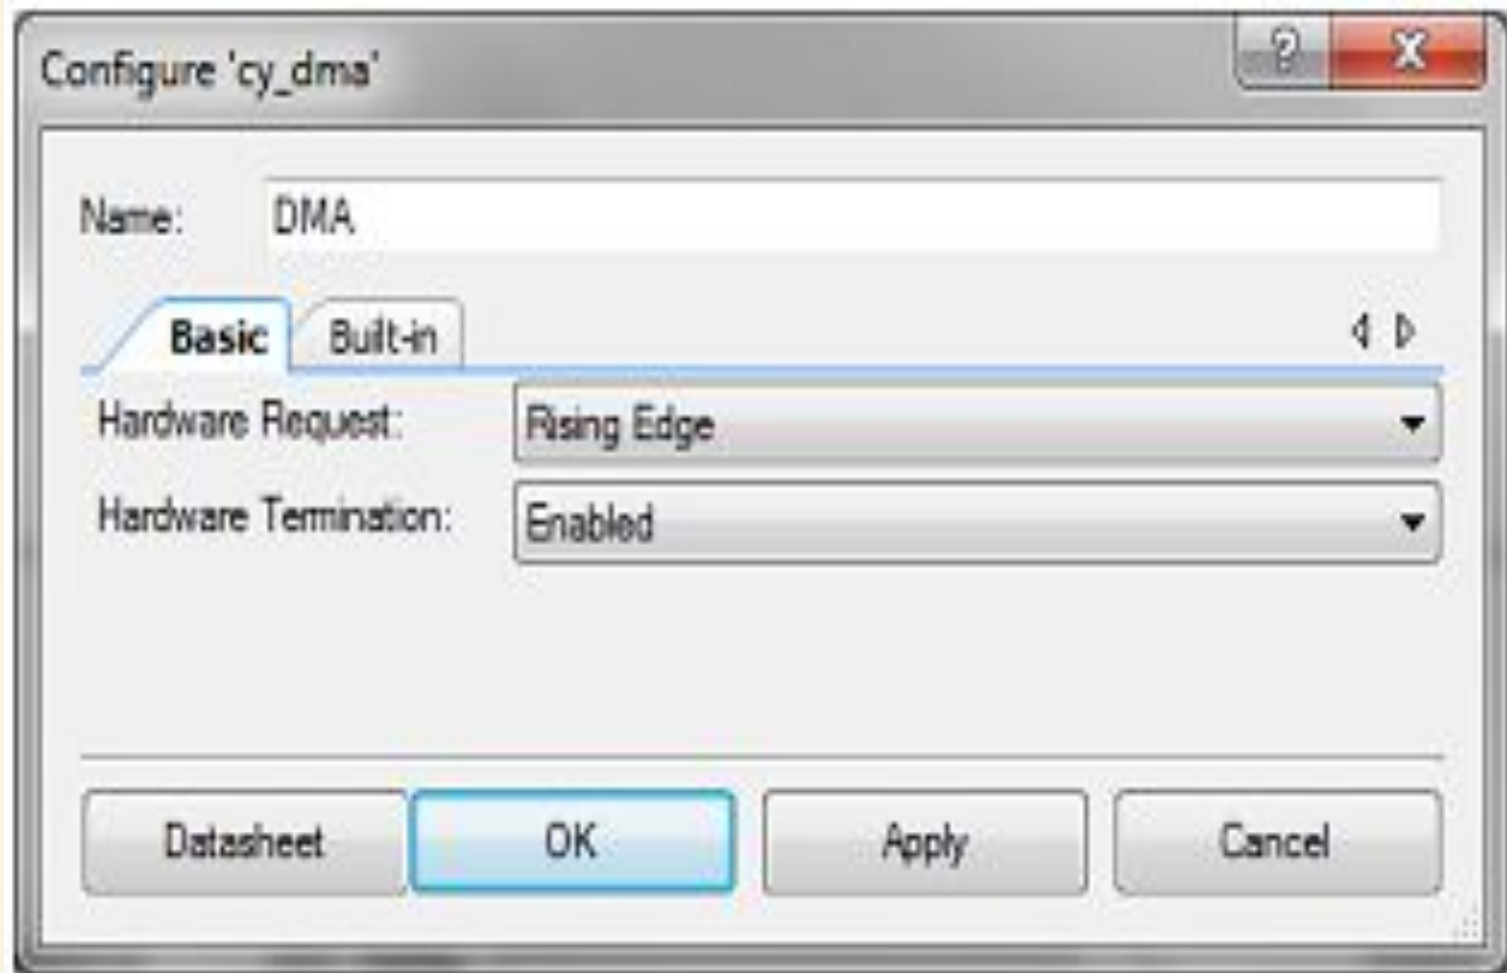 Configure 'cy_dma'
Name: DMA
Basic Built-in
Hardware Request: Rising Edge
Hardware Termination: Enabled
Datasheet OK Apply Cancel